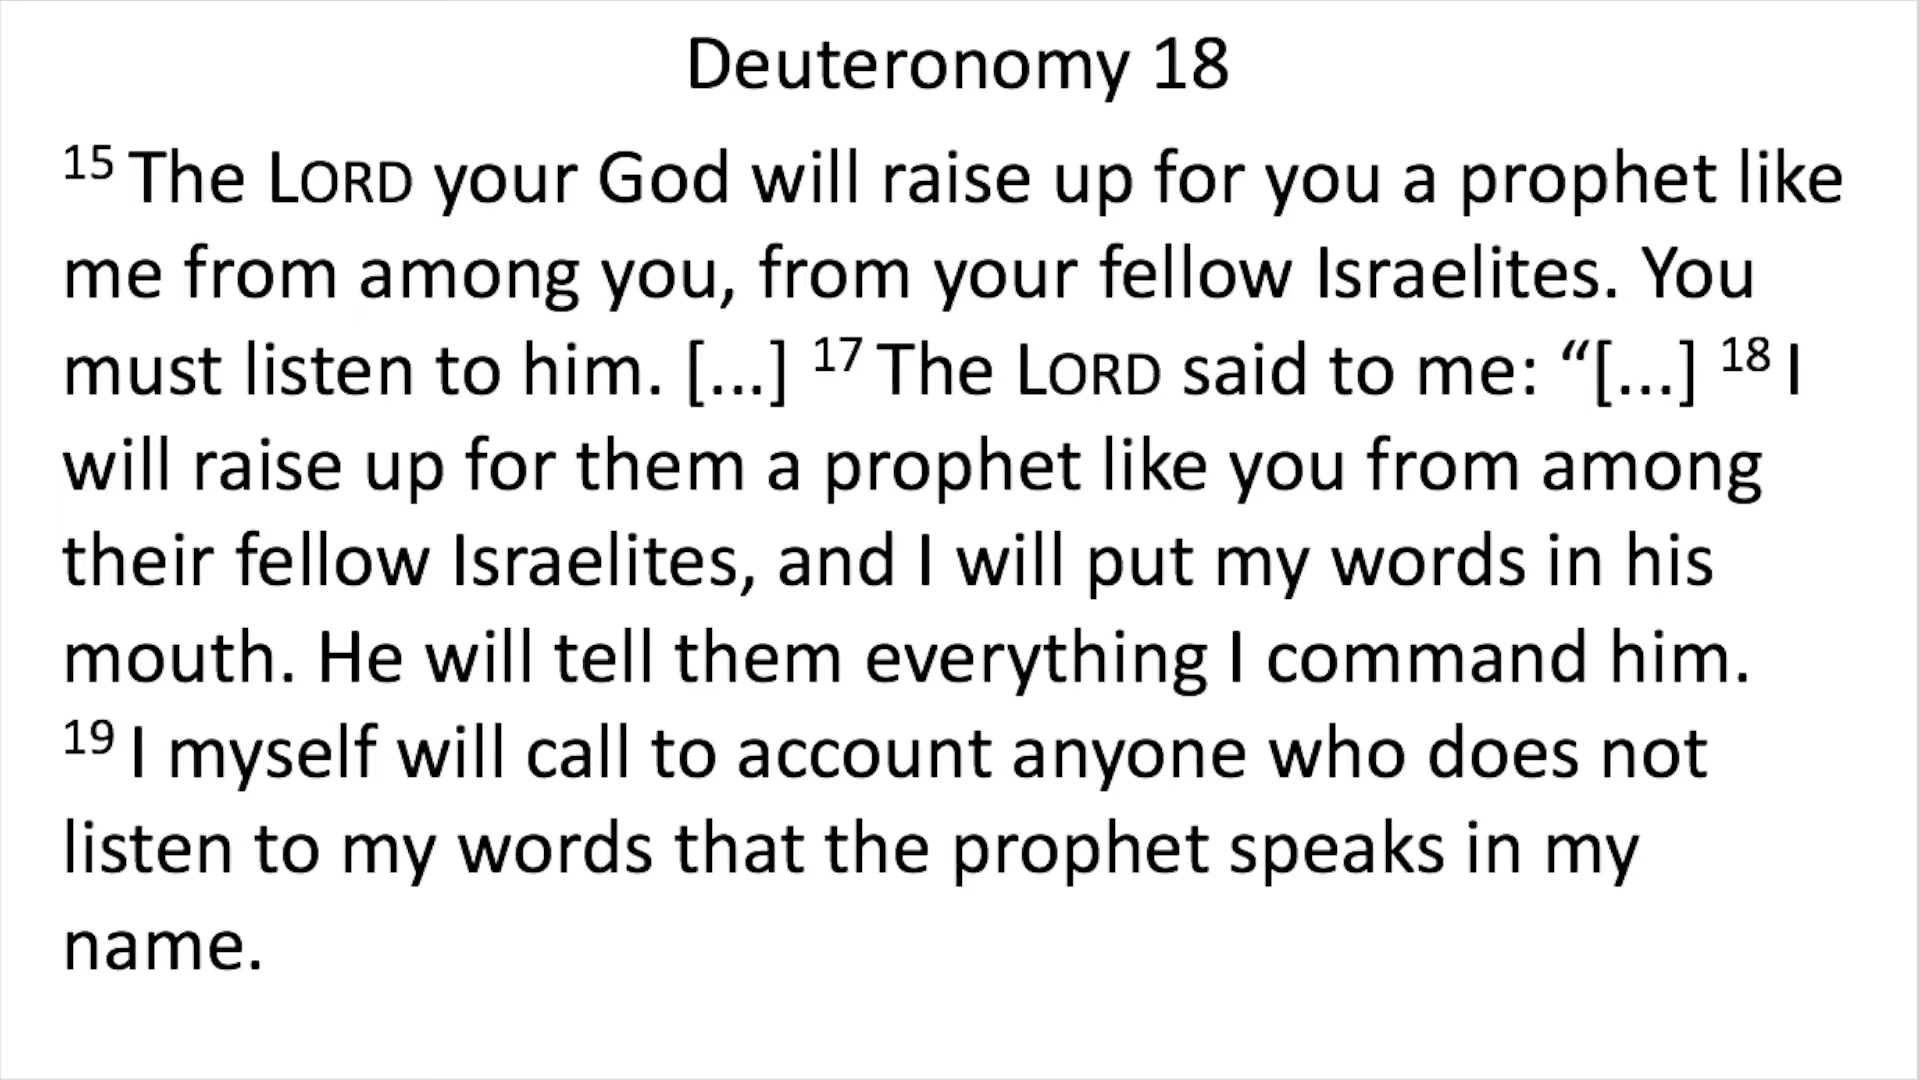 Deuteronomy 18
15 The LORD your God will raise up for you a prophet like
me from among you, from your fellow Israelites. You
must listen to him. [...] 17 The LORD said to me: “[...] 18 I
will raise up for them a prophet like you from among
their fellow Israelites, and I will put my words in his
mouth. He will tell them everything I command him.
19 I myself will call to account anyone who does not
listen to my words that the prophet speaks in my
name.